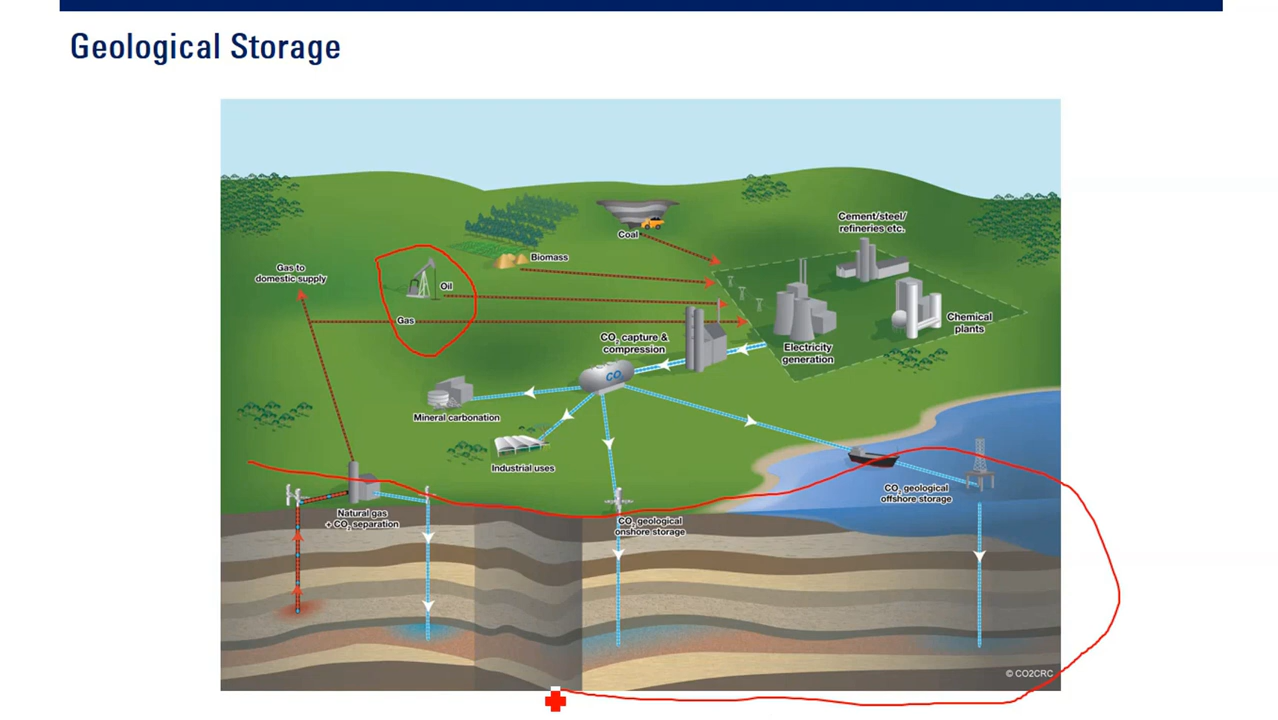 Geological Storage
Cement/steel/
refineries etc.
Coal
Biomass
Gas to
domestic supply
Oil
Gas
Chemical
plants
CO₂ capture &
compression
Electricity
generation
CO₂
Mineral carbonation
Industrial uses
CO₂ geological
offshore storage
Natural gas
+ CO₂ separation
CO₂ geological
onshore storage
© CO2CRC